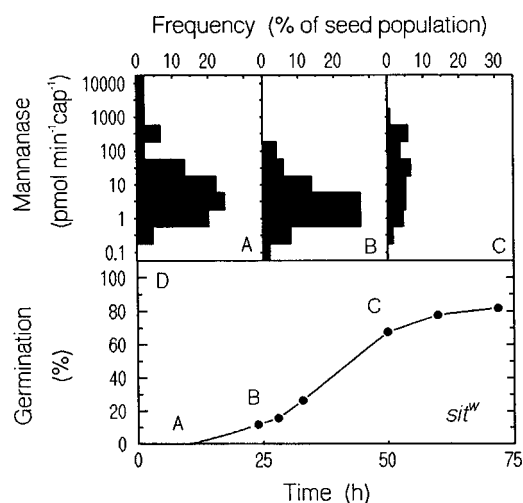 Frequency (% of seed population)
0 10 20 0 10 20 0 10 20 30
Mannanase
(pmol min⁻¹cap⁻¹)
10000
1000
100
10
1
0.1
A
B
C
D
100
80
60
40
20
0
Germination
(%)
A
B
C
sitʷ
0 25 50 75
Time (h)